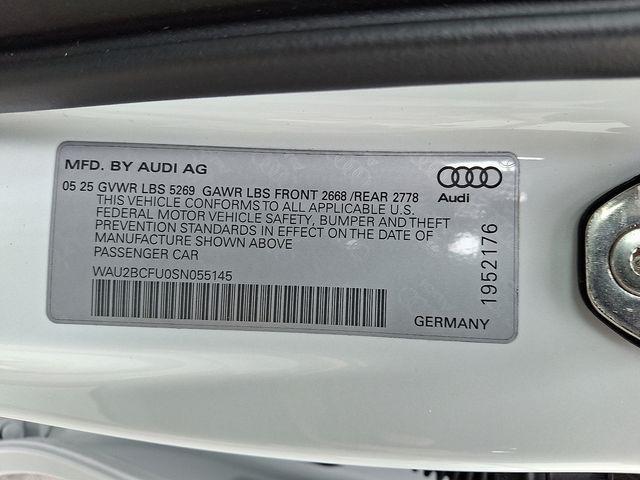 MFD. BY AUDI AG
05 25 GVWR LBS 5269 GAWR LBS FRONT 2668 /REAR 2778
THIS VEHICLE CONFORMS TO ALL APPLICABLE U.S.
FEDERAL MOTOR VEHICLE SAFETY, BUMPER AND THEFT
PREVENTION STANDARDS IN EFFECT ON THE DATE OF
MANUFACTURE SHOWN ABOVE
PASSENGER CAR
WAU2BCFU0SN055145
Audi
1952176
GERMANY